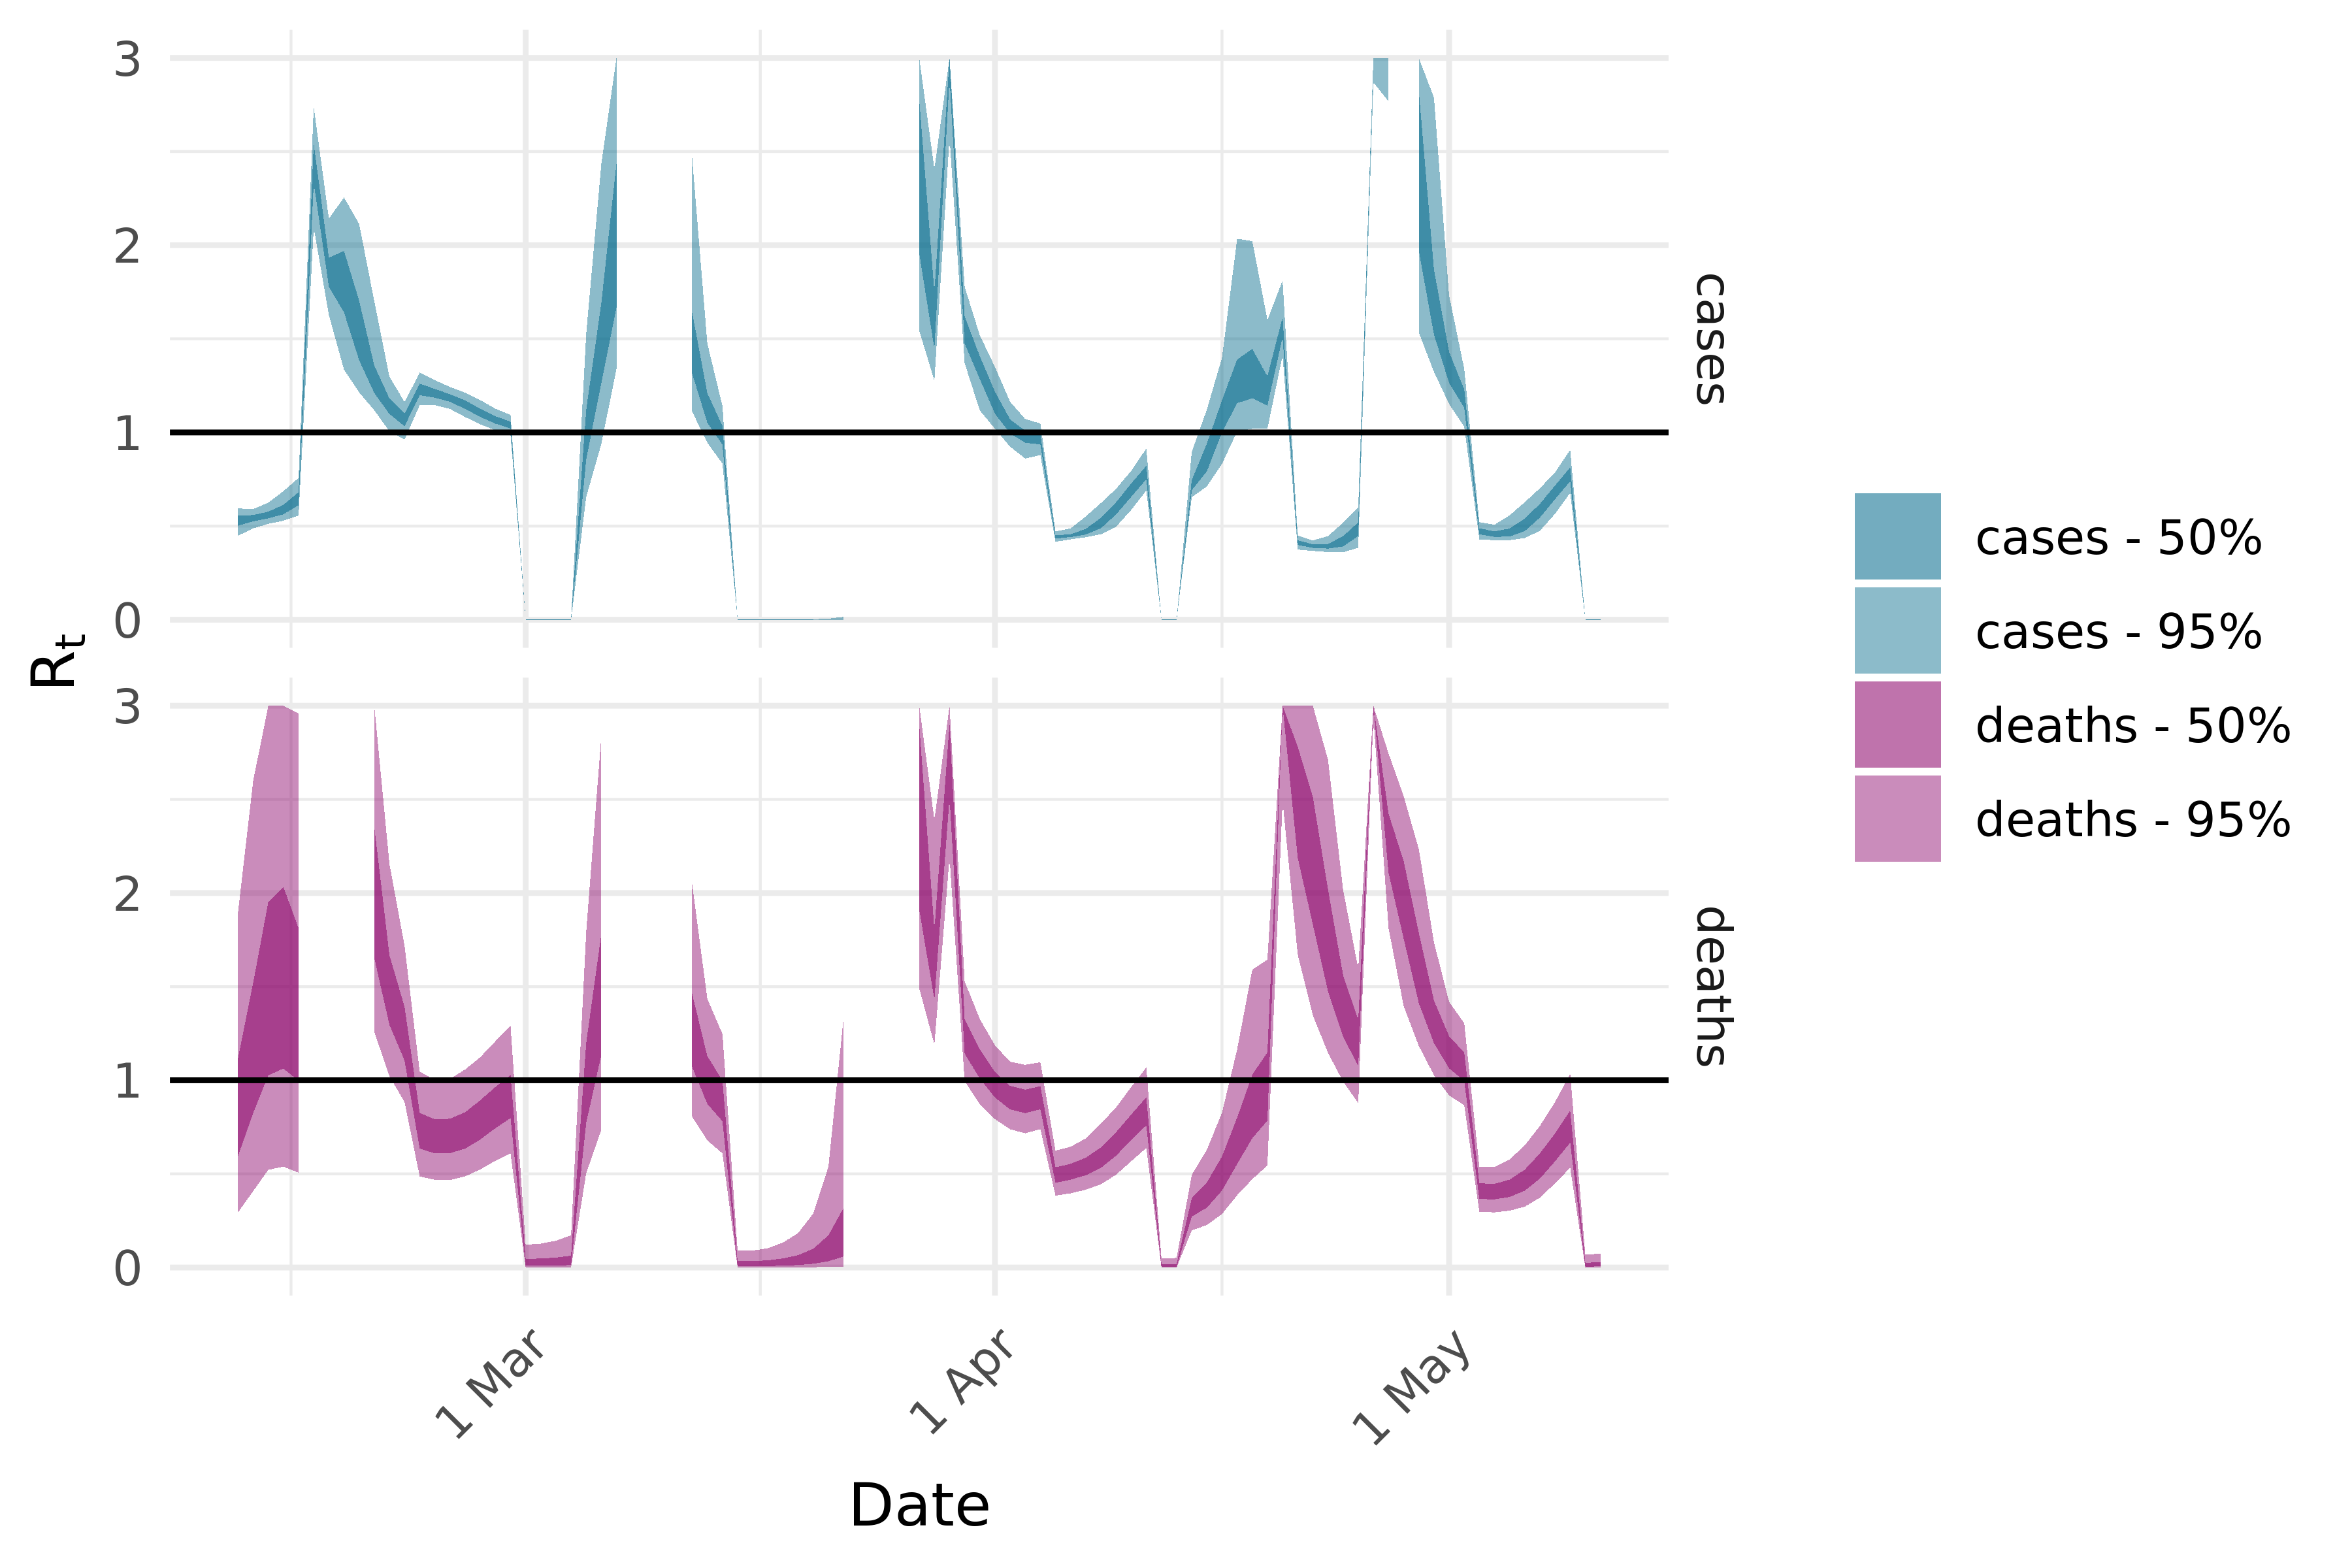 3
2
1
0
cases
3
2
1
0
deaths
Rt
1 Mar
1 Apr
1 May
Date
cases - 50%
cases - 95%
deaths - 50%
deaths - 95%